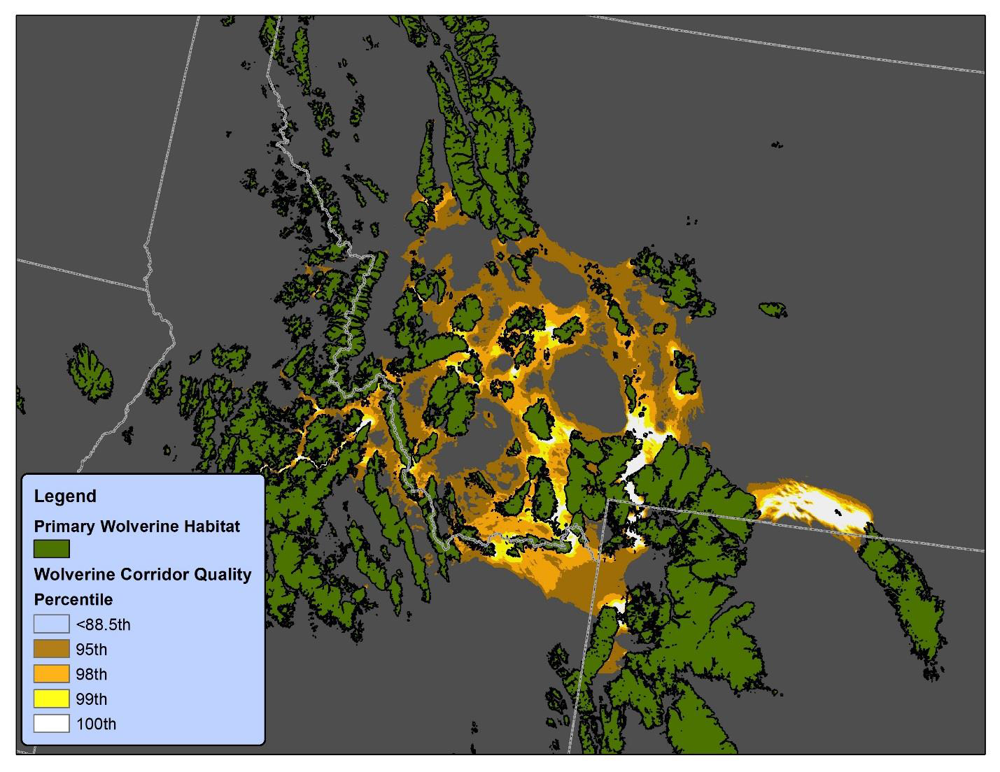 Legend
Primary Wolverine Habitat
Wolverine Corridor Quality
Percentile
<88.5th
95th
98th
99th
100th